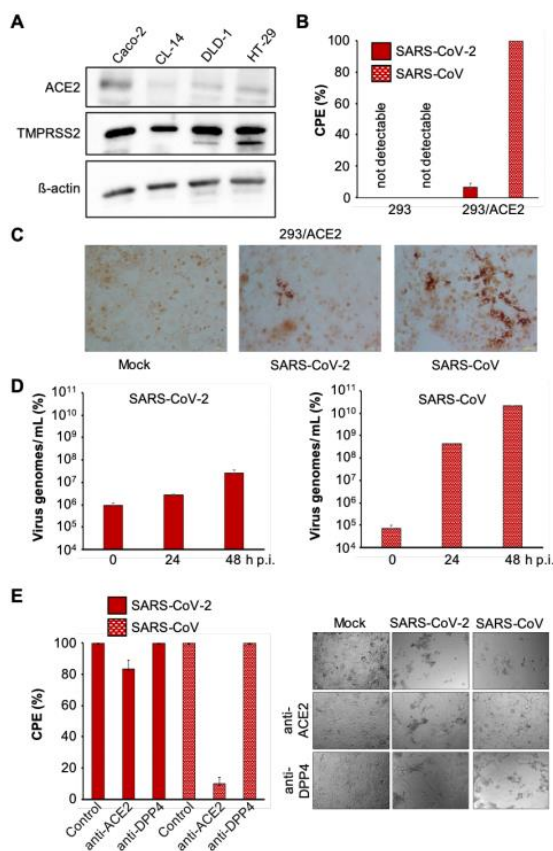 A
Caco-2
CL-14
DLD-1
HT-29
ACE2
TMPRSS2
ß-actin
B
SARS-CoV-2
SARS-CoV
CPE (%)
100
80
60
40
20
0
not detectable
not detectable
293
293/ACE2
C
293/ACE2
Mock
SARS-CoV-2
SARS-CoV
D
SARS-CoV-2
Virus genomes/mL (%)
10¹¹
10¹⁰
10⁹
10⁸
10⁷
10⁶
10⁵
10⁴
0 24 48 h p.i.
SARS-CoV
Virus genomes/mL (%)
10¹¹
10¹⁰
10⁹
10⁸
10⁷
10⁶
10⁵
10⁴
0 24 48 h p.i.
E
SARS-CoV-2
SARS-CoV
CPE (%)
100
80
60
40
20
0
Control
anti-ACE2
anti-DPP4
Control
anti-ACE2
anti-DPP4
Mock SARS-CoV-2 SARS-CoV
anti-
ACE2
anti-
DPP4